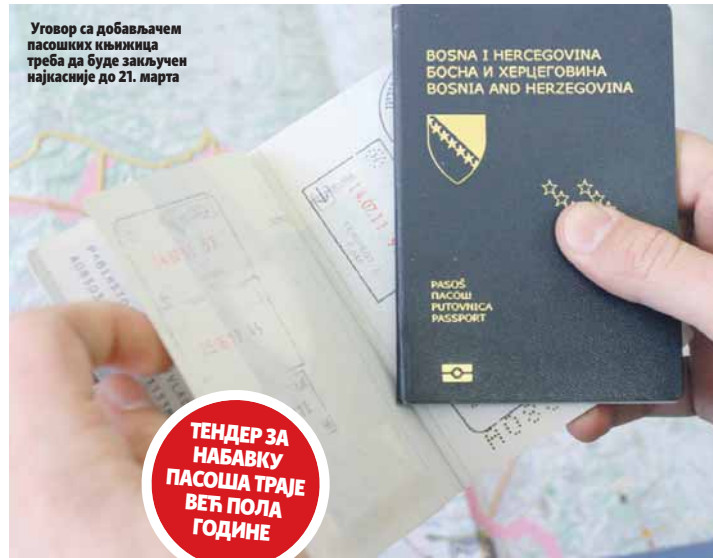 Уговор са добављачем
пасошких књижица
треба да буде закључен
најкасније до 21. марта
BOSNA I HERCEGOVINA
БОСНА И ХЕРЦЕГОВИНА
BOSNIA AND HERZEGOVINA
PASOŠ
ПАСОШ
PUTOVNICA
PASSPORT
ТЕНДЕР ЗА
НАБАВКУ
ПАСОША ТРАЈЕ
ВЕЋ ПОЛА
ГОДИНЕ